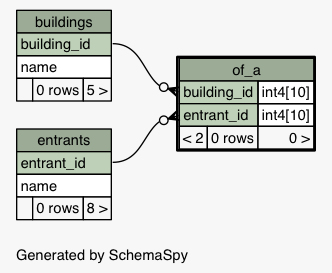 buildings
building_id
name
0 rows 5 >
of_a
building_id int4[10]
entrant_id int4[10]
< 2 0 rows 0 >
entrants
entrant_id
name
0 rows 8 >
Generated by SchemaSpy